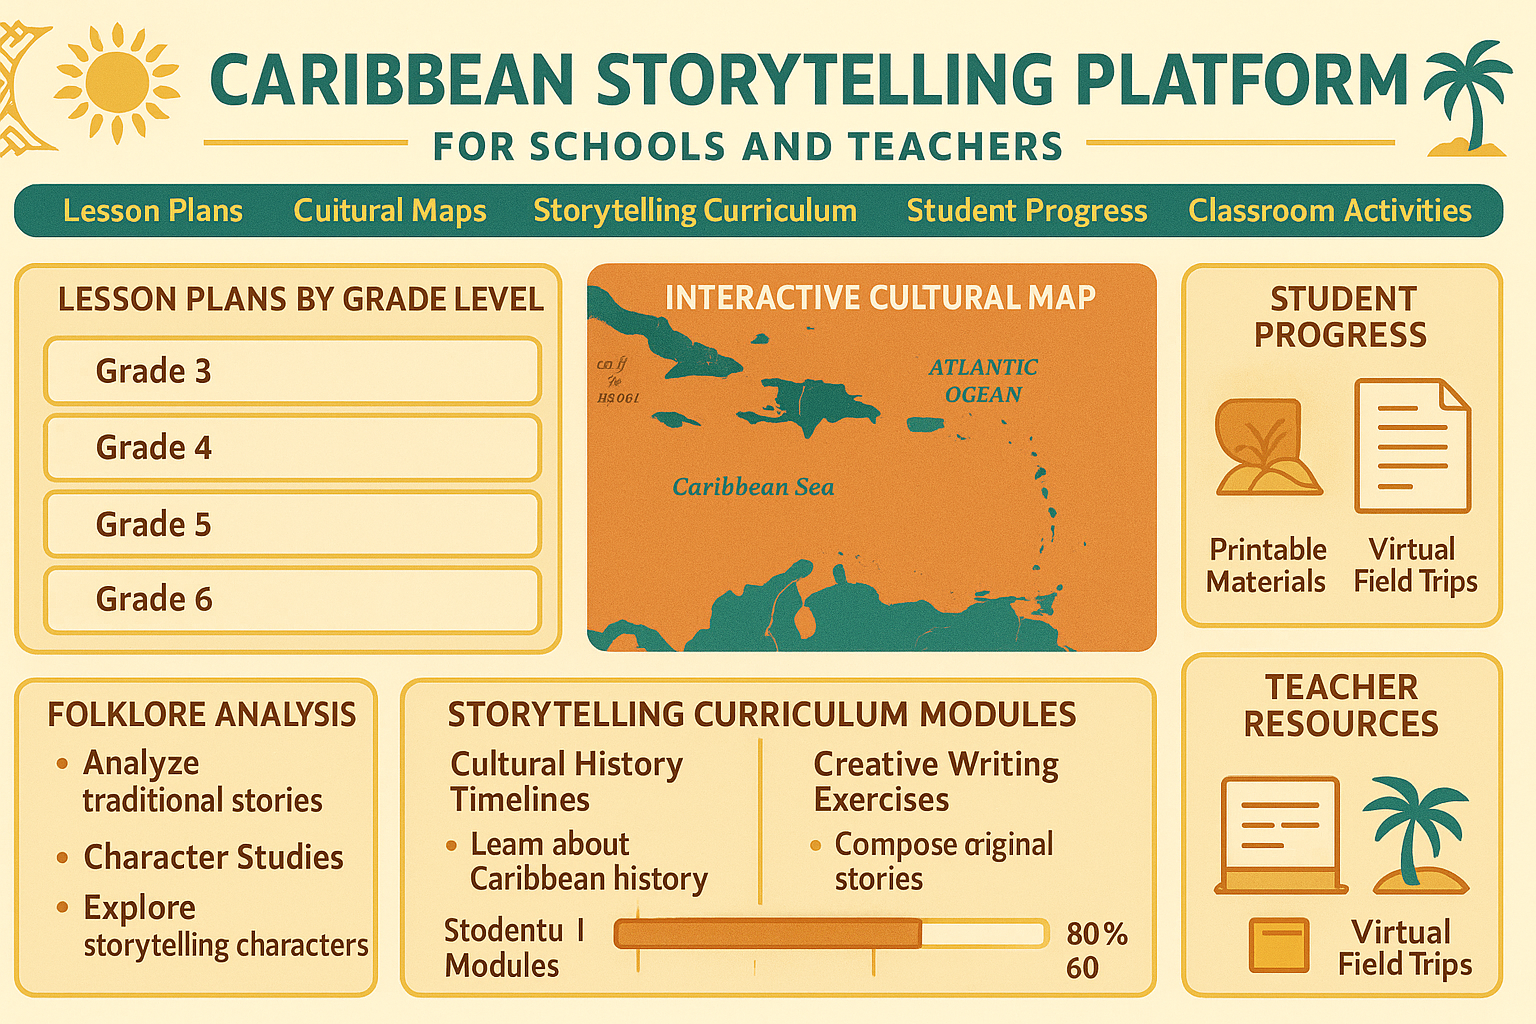 CARIBBEAN STORYTELLING PLATFORM
FOR SCHOOLS AND TEACHERS
Lesson Plans Cuitural Maps Storytelling Curriculum Student Progress Classroom Activities
LESSON PLANS BY GRADE LEVEL
Grade 3
Grade 4
Grade 5
Grade 6
INTERACTIVE CULTURAL MAP
ATLANTIC
OGEAN
Caribbean Sea
STUDENT
PROGRESS
Printable
Materials
Virtual
Field Trips
FOLKLORE ANALYSIS
• Analyze
traditional stories
• Character Studies
• Explore
storytelling characters
STORYTELLING CURRICULUM MODULES
Cultural History
Timelines
• Leam about
Caribbean history
Creative Writing
Exercises
• Compose original
stories
Stodentu I
Modules
80%
60
TEACHER
RESOURCES
Virtual
Field Trips